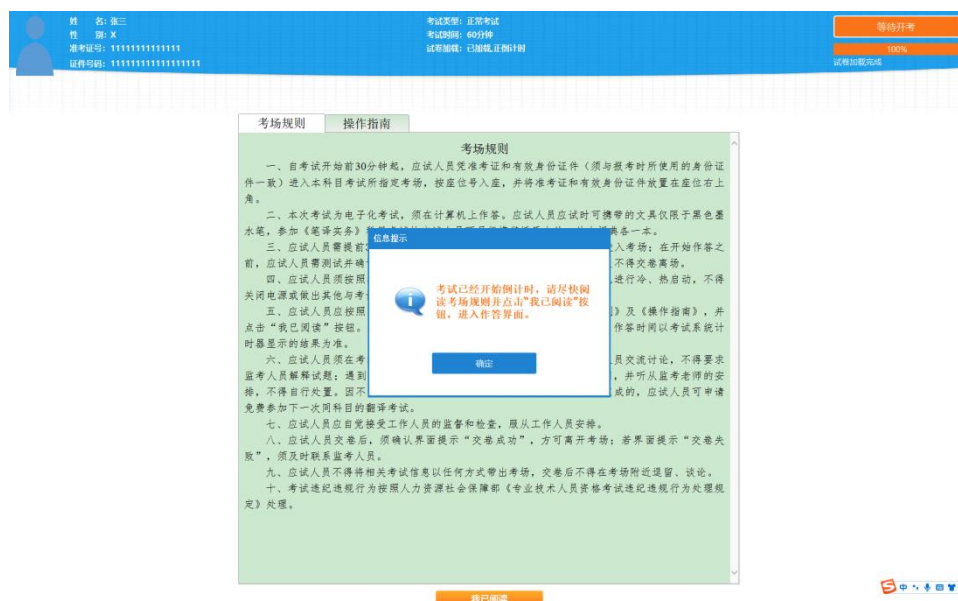 姓 名: 张三
性 别: X
准考证号: 11111111111111
证件号码: 111111111111111111
考试类型: 正常考试
考试时间: 60分钟
试卷加载: 已加载,正倒计时
等待开考
100%
试卷加载完成
考场规则
操作指南
考场规则
一、自考试开始前30分钟起，应试人员凭准考证和有效身份证件（须与报考时所使用的身份证
件一致）进入本科目考试所指定考场，按座位号入座，并将准考证和有效身份证件放置在座位右上
角。
二、本次考试为电子化考试，须在计算机上作答。应试人员应试时可携带的文具仅限于黑色墨
水笔，参加《笔译实务》 典各一本。
三、应试人员需提前 入考场；在开始作答之
前，应试人员需测试并确 不得交卷离场。
四、应试人员须按照 进行冷、热启动，不得
关闭电源或做出其他与考
五、应试人员应按照 》及《操作指南》，并
点击“我已阅读”按钮。 作答时间以考试系统计
时器显示的结果为准。
六、应试人员须在考 员交流讨论，不得要求
监考人员解释试题；遇到 ，并听从监考老师的安
排，不得自行处置。因不 成的，应试人员可申请
免费参加下一次同科目的翻译考试。
七、应试人员应自觉接受工作人员的监督和检查，服从工作人员安排。
八、应试人员交卷后，须确认界面提示“交卷成功”，方可离开考场；若界面提示“交卷失
败”，须及时联系监考人员。
九、应试人员不得将相关考试信息以任何方式带出考场，交卷后不得在考场附近逗留、谈论。
十、考试违纪违规行为按照人力资源社会保障部《专业技术人员资格考试违纪违规行为处理规
定》处理。
信息提示
考试已经开始倒计时，请尽快阅
读考场规则并点击"我已阅读"按
钮，进入作答界面。
确定
我已阅读
中